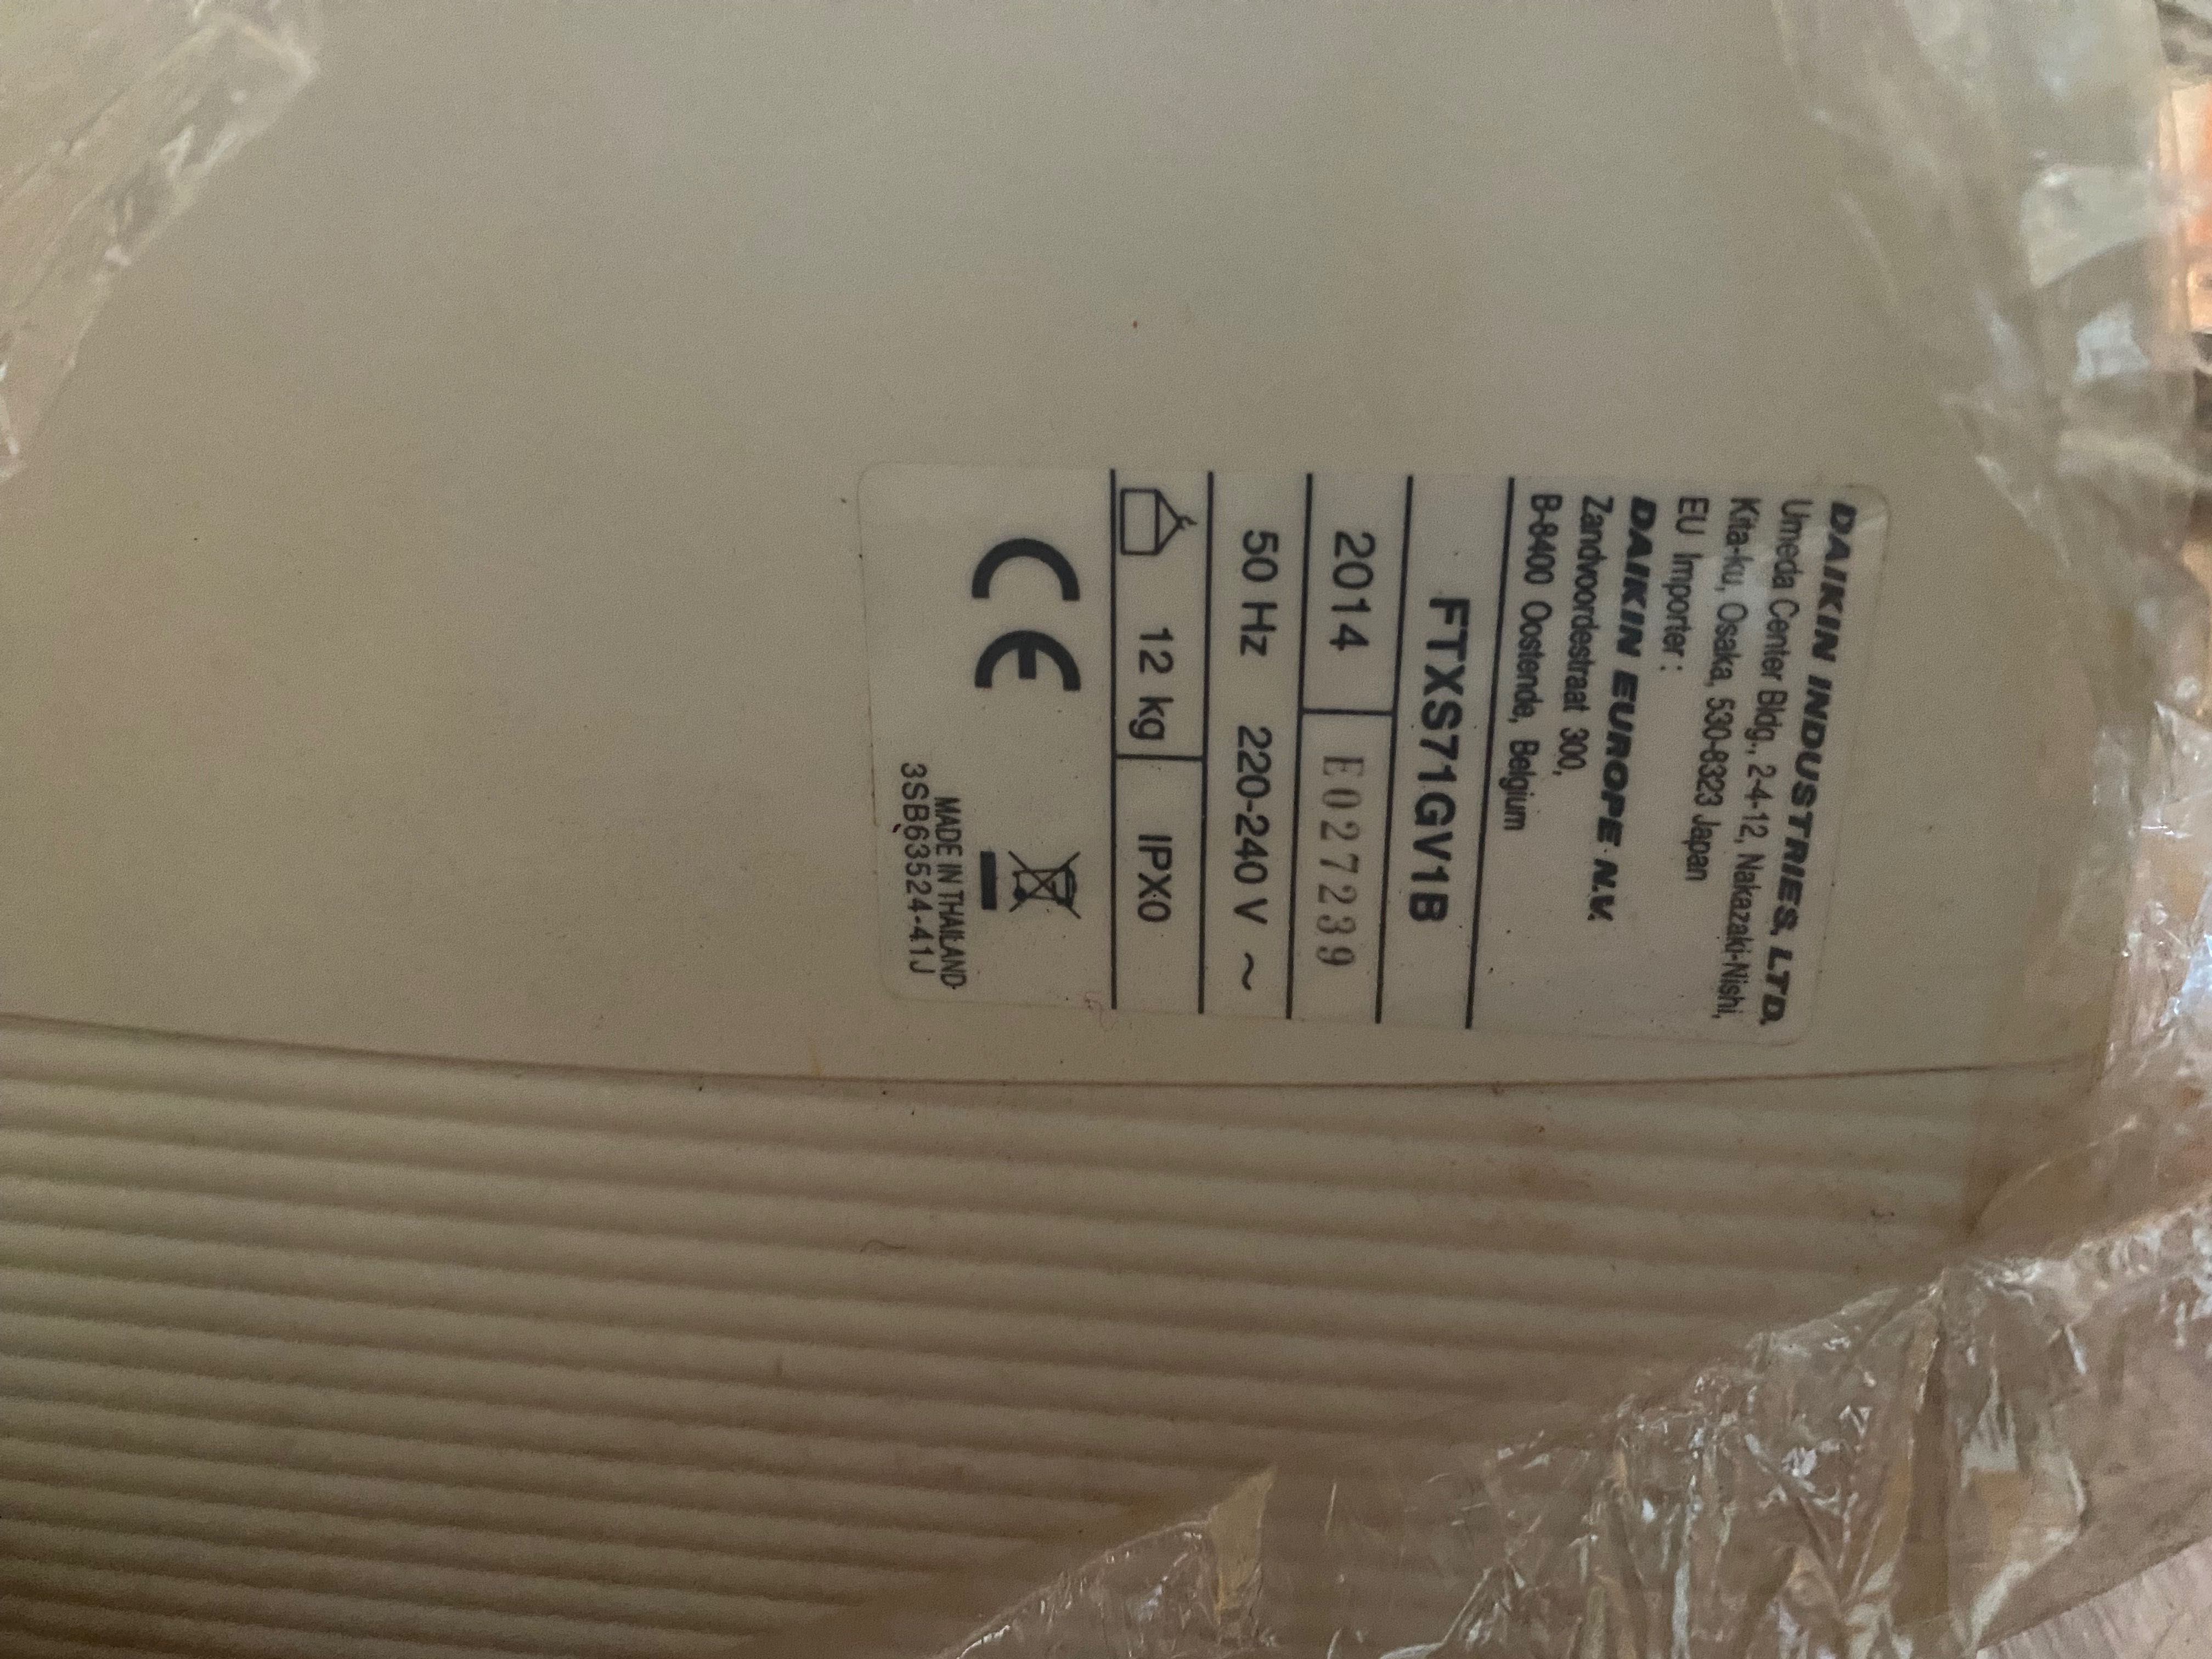 DAIKIN INDUSTRIES, LTD.
Umeda Center Bldg., 2-4-12, Nakazaki-Nishi,
Kita-ku, Osaka, 530-8323 Japan
EU Importer :
DAIKIN EUROPE N.V.
Zandvoordestraat 300,
B-8400 Oostende, Belgium
FTXS71GV1B
2014 E027239
50 Hz 220-240 V ~
12 kg IPX0
CE
MADE IN THAILAND
3SB63524-41J